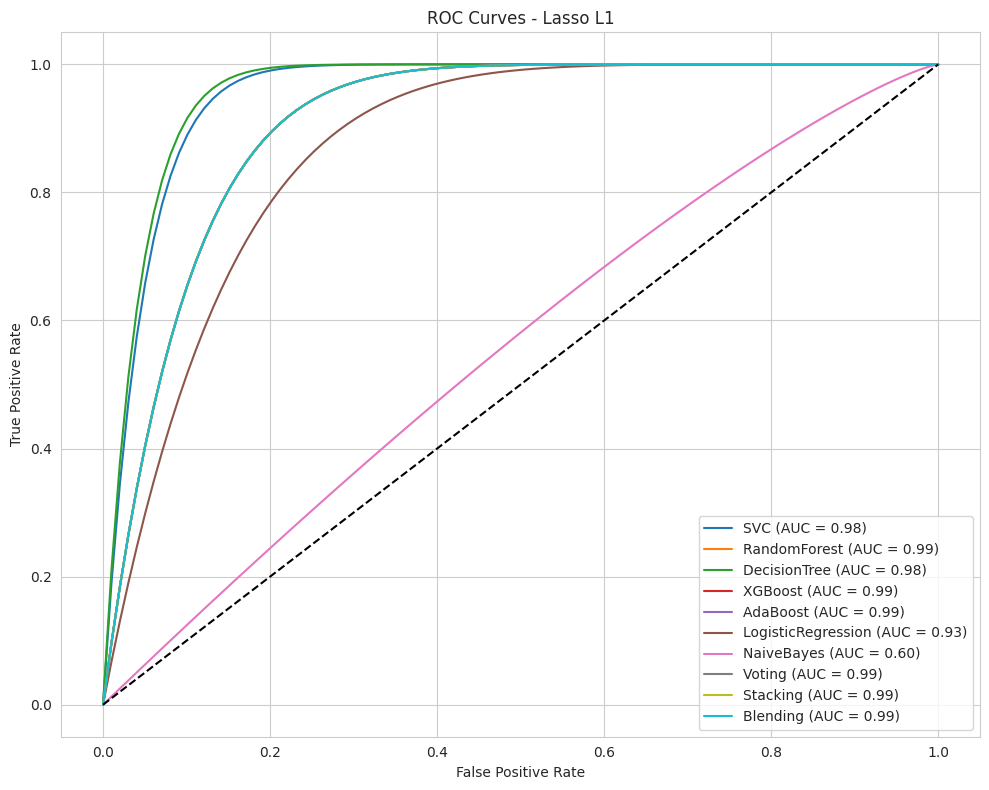 ROC Curves - Lasso L1
True Positive Rate
1.0
0.8
0.6
0.4
0.2
0.0
SVC (AUC = 0.98)
RandomForest (AUC = 0.99)
DecisionTree (AUC = 0.98)
XGBoost (AUC = 0.99)
AdaBoost (AUC = 0.99)
LogisticRegression (AUC = 0.93)
NaiveBayes (AUC = 0.60)
Voting (AUC = 0.99)
Stacking (AUC = 0.99)
Blending (AUC = 0.99)
0.0 0.2 0.4 0.6 0.8 1.0
False Positive Rate